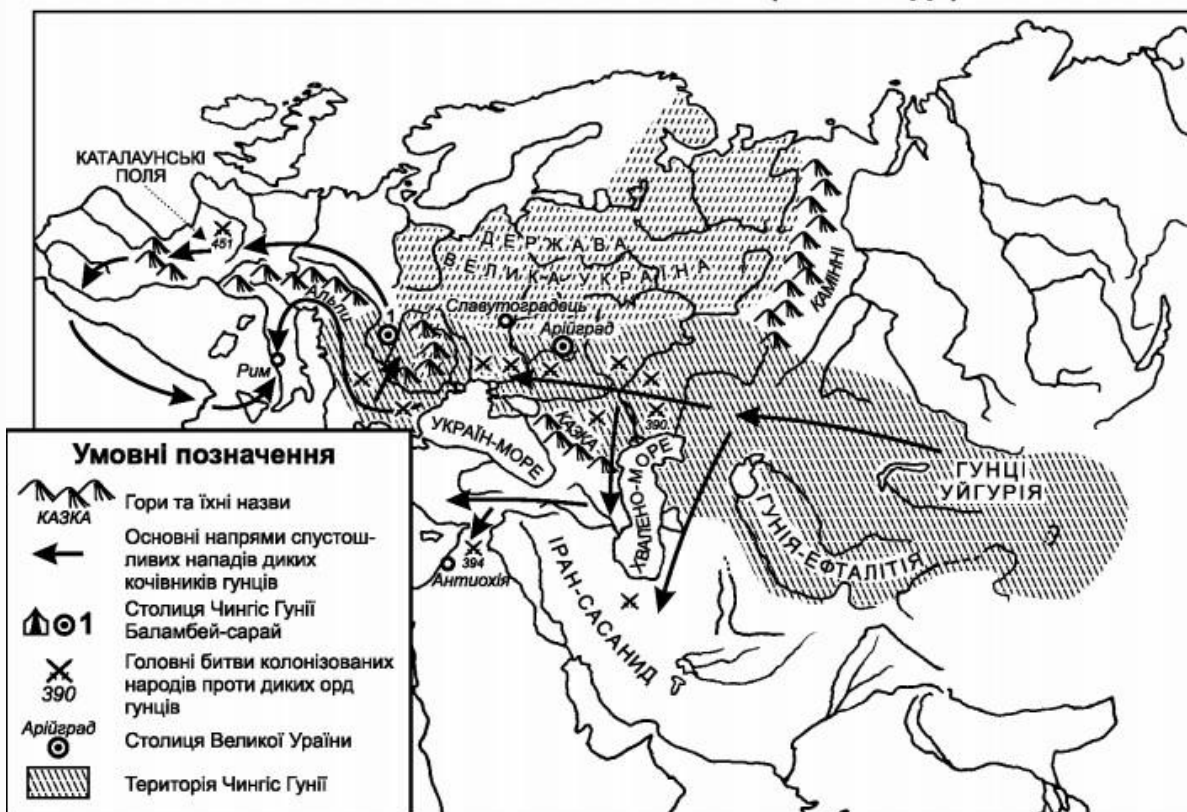 КАТАЛАУНСЬКІ
ПОЛЯ
451
ДЕРЖАВА
ВЕЛИКА УКРАЇНА
КАМІННІ
Славутоградець
АЛЬПИ
1
Арійград
Рим
390
КАЗКА
УКРАЇН-МОРЕ
ХВАЛЕНО-МОРЕ
ГУНЦІ
УЙГУРІЯ
ГУНІЯ-ЕФТАЛІТІЯ
394
Антиохія
ІРАН-САСАНИД
Умовні позначення
КАЗКА
Гори та їхні назви
Основні напрями спустош-
ливих нападів диких
кочівників гунців
1
Столиця Чингіс Гунії
Баламбей-сарай
390
Головні битви колонізованих
народів проти диких орд
гунців
Арійград
Столиця Великої Ураїни
Територія Чингіс Гунії